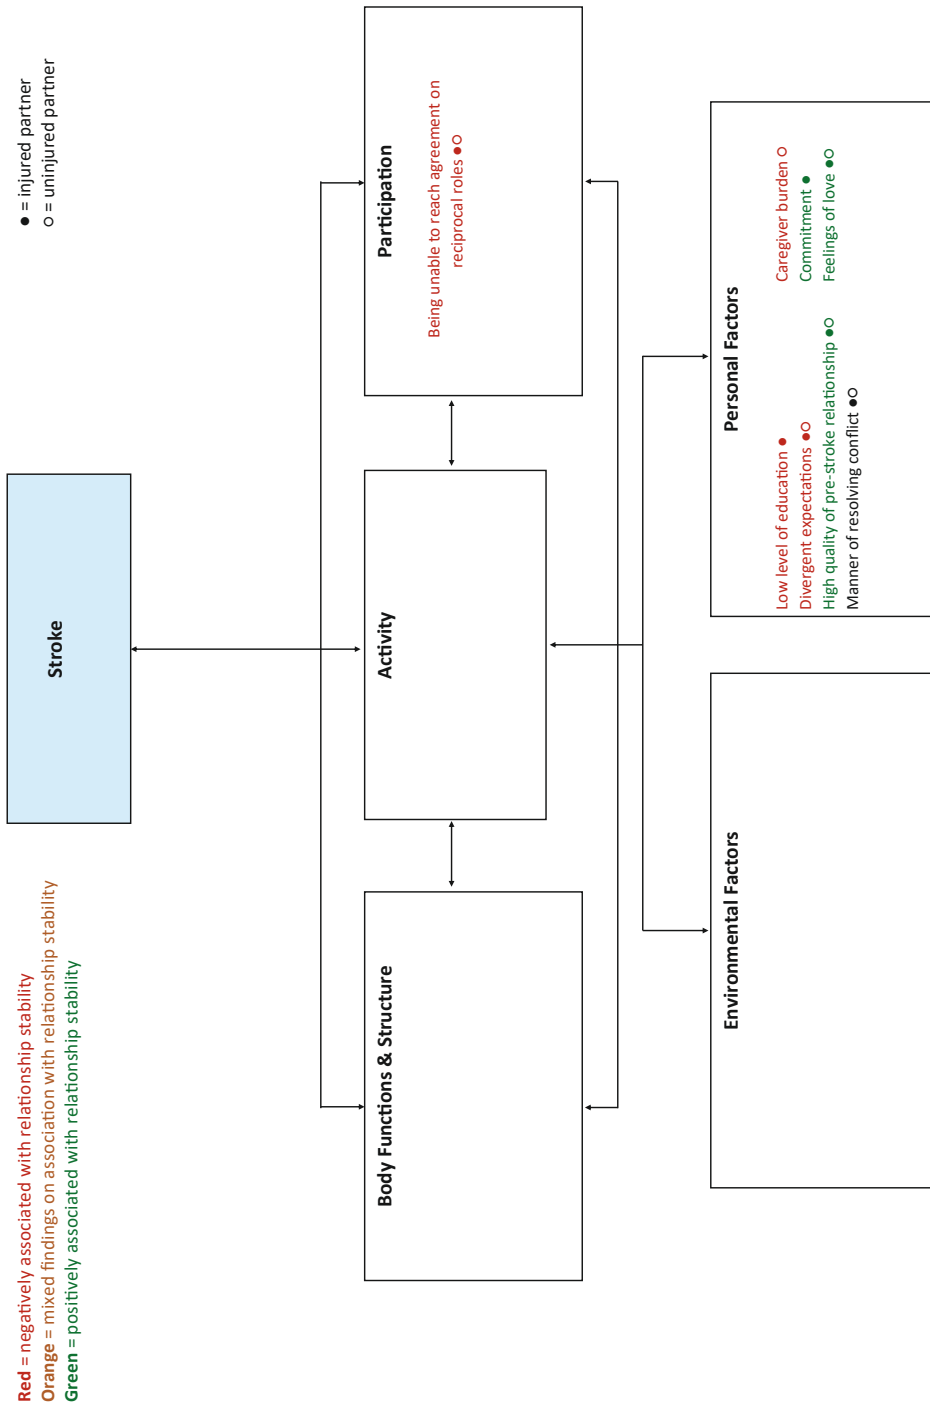 Red = negatively associated with relationship stability
Orange = mixed findings on association with relationship stability
Green = positively associated with relationship stability
● = injured partner
○ = uninjured partner
Stroke
Body Functions & Structure
Activity
Participation
Being unable to reach agreement on
reciprocal roles ●○
Environmental Factors
Personal Factors
Low level of education ●
Divergent expectations ●○
High quality of pre-stroke relationship ●○
Manner of resolving conflict ●○
Caregiver burden ○
Commitment ●
Feelings of love ●○